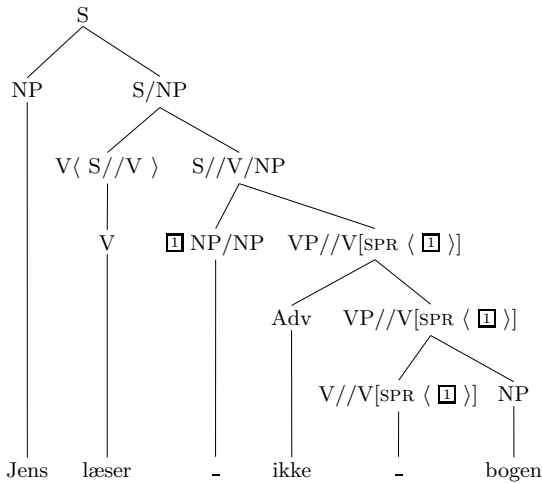 S
NP S/NP
V⟨ S//V ⟩ S//V/NP
V 1 NP/NP VP//V[SPR ⟨ 1 ⟩]
Adv VP//V[SPR ⟨ 1 ⟩]
V//V[SPR ⟨ 1 ⟩] NP
Jens læser _ ikke _ bogen